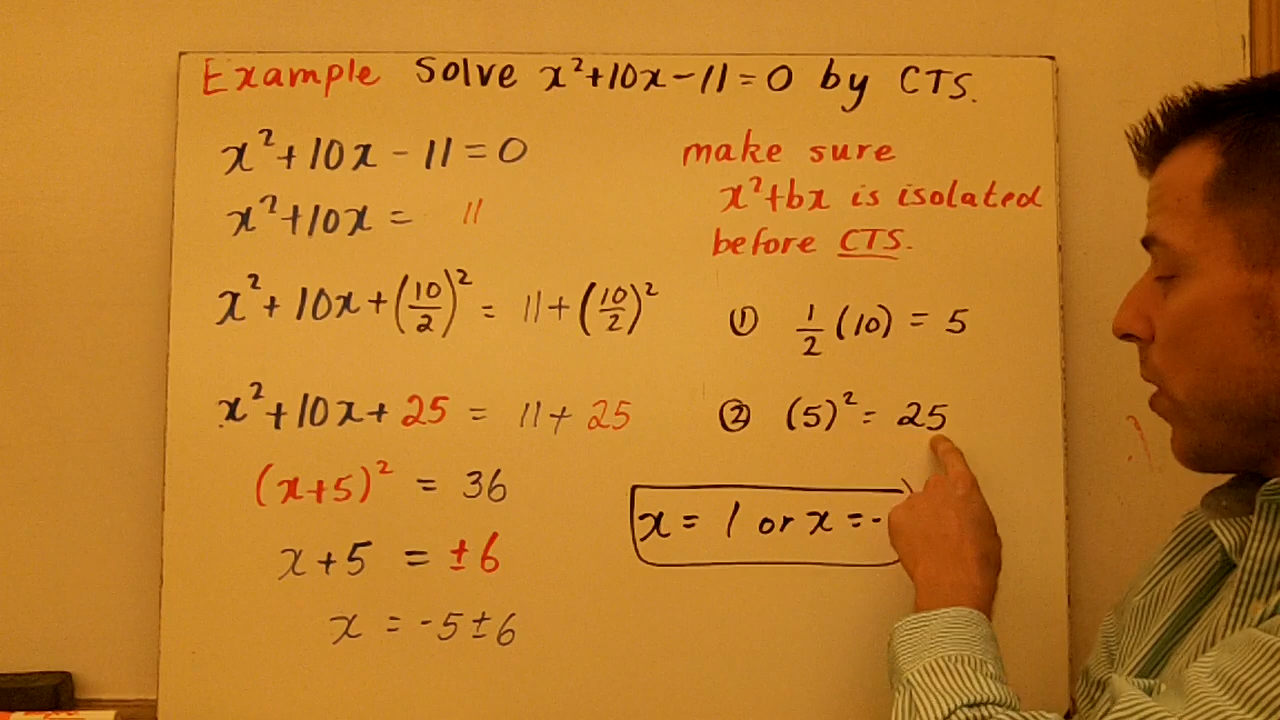 Example Solve x²+10x-11=0 by CTS.
x²+10x-11=0
x²+10x= 11
x²+10x+(10/2)²= 11+(10/2)²
x²+10x+25 = 11+25
(x+5)² = 36
x+5 = ±6
x = -5±6
make sure
x²+bx is isolated
before CTS.
① 1/2(10) = 5
② (5)²= 25
x = 1 or x =-